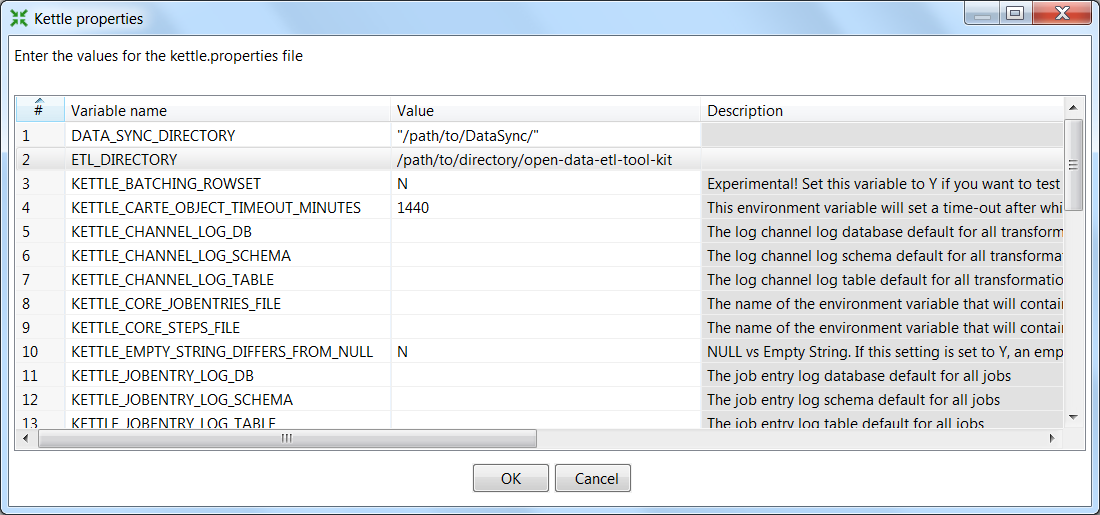 Kettle properties
Enter the values for the kettle.properties file
# Variable name Value Description
1 DATA_SYNC_DIRECTORY "/path/to/DataSync/"
2 ETL_DIRECTORY /path/to/directory/open-data-etl-tool-kit
3 KETTLE_BATCHING_ROWSET N Experimental! Set this variable to Y if you want to test
4 KETTLE_CARTE_OBJECT_TIMEOUT_MINUTES 1440 This environment variable will set a time-out after whi
5 KETTLE_CHANNEL_LOG_DB The log channel log database default for all transform
6 KETTLE_CHANNEL_LOG_SCHEMA The log channel log schema default for all transforma
7 KETTLE_CHANNEL_LOG_TABLE The log channel log table default for all transformatio
8 KETTLE_CORE_JOBENTRIES_FILE The name of the environment variable that will contai
9 KETTLE_CORE_STEPS_FILE The name of the environment variable that will contai
10 KETTLE_EMPTY_STRING_DIFFERS_FROM_NULL N NULL vs Empty String. If this setting is set to Y, an emp
11 KETTLE_JOBENTRY_LOG_DB The job entry log database default for all jobs
12 KETTLE_JOBENTRY_LOG_SCHEMA The job entry log schema default for all jobs
13 KETTLE_JOBENTRY_LOG_TABLE The job entry log table default for all jobs
OK Cancel